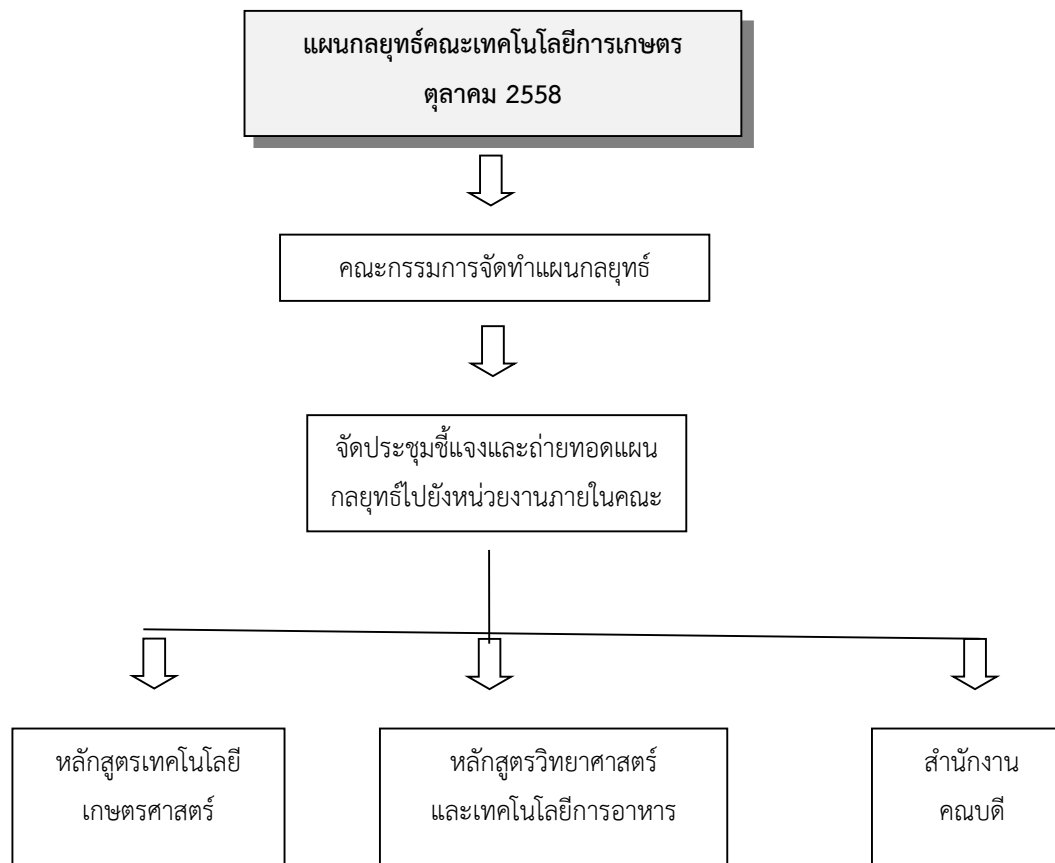 แผนกลยุทธ์คณะเทคโนโลยีการเกษตร
ตุลาคม 2558
คณะกรรมการจัดทำแผนกลยุทธ์
จัดประชุมชี้แจงและถ่ายทอดแผน
กลยุทธ์ไปยังหน่วยงานภายในคณะ
หลักสูตรเทคโนโลยี
เกษตรศาสตร์
หลักสูตรวิทยาศาสตร์
และเทคโนโลยีการอาหาร
สำนักงาน
คณบดี